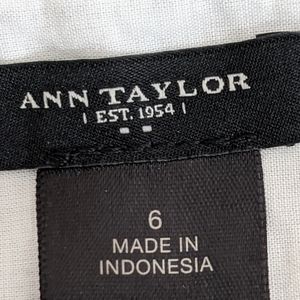 ANN TAYLOR
| EST. 1954 |
6
MADE IN
INDONESIA